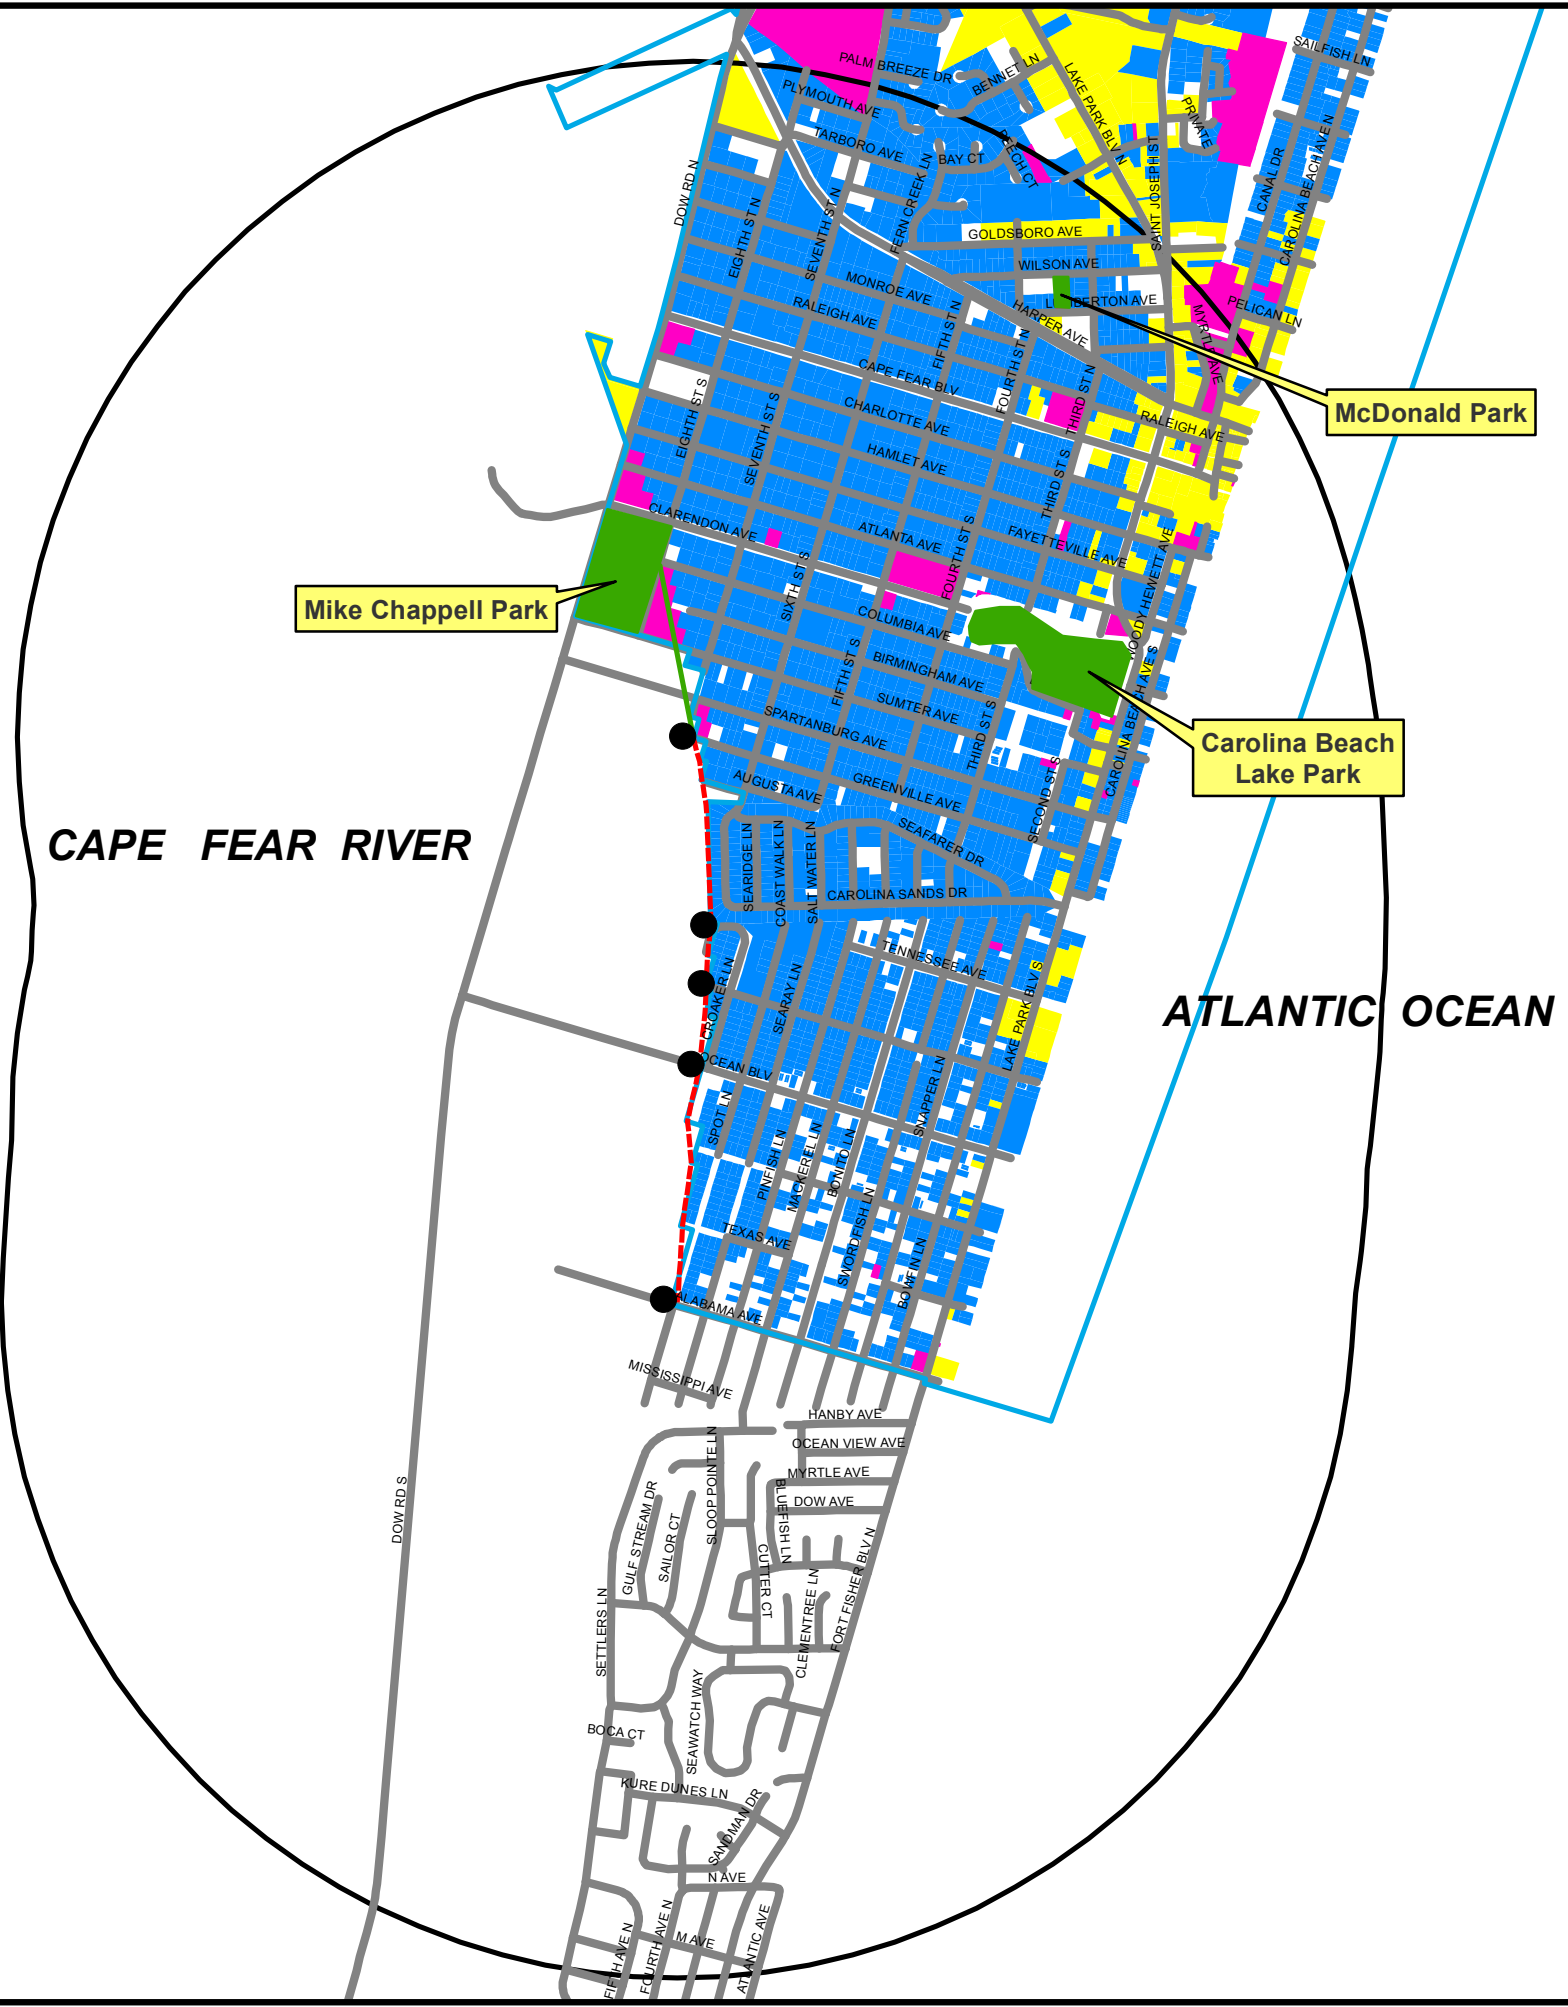 SAILFISH LN
PALM BREEZE DR
BENNET LN
LAKE PARK BLV N
PLYMOUTH AVE
PRIVATE
TARBORO AVE
BAY CT
BEECH CT
SAINT JOSEPH ST
CANAL DR
CAROLINA BEACH AVE N
DOW RD N
EIGHTH ST N
SEVENTH ST N
FERN CREEK LN
GOLDSBORO AVE
WILSON AVE
MONROE AVE
RALEIGH AVE
HARPER AVE
PELICAN LN
MYRTLE AVE
FIFTH ST N
FOURTH ST N
THIRD ST N
CAPE FEAR BLV
McDonald Park
EIGHTH ST S
SEVENTH ST S
CHARLOTTE AVE
RALEIGH AVE
HAMLET AVE
THIRD ST S
CLARENDON AVE
ATLANTA AVE
FAYETTEVILLE AVE
FOURTH ST S
SIXTH ST S
WOODY HEWETT AVE
Mike Chappell Park
COLUMBIA AVE
BIRMINGHAM AVE
FIFTH ST S
SUMTER AVE
SPARTANBURG AVE
THIRD ST S
CAROLINA BEACH AVE S
Carolina Beach
Lake Park
AUGUSTA AVE
GREENVILLE AVE
SECOND ST S
CAPE FEAR RIVER
SEAFARER DR
SEARIDGE LN
COAST WALK LN
SALT WATER LN
CAROLINA SANDS DR
TENNESSEE AVE
CROAKER LN
SEARAY LN
LAKE PARK BLV S
ATLANTIC OCEAN
OCEAN BLV
SPOT LN
SNAPPER LN
PINFISH LN
MACKEREL LN
BONITO LN
SWORDFISH LN
BOWFIN LN
TEXAS AVE
ALABAMA AVE
MISSISSIPPI AVE
HANBY AVE
OCEAN VIEW AVE
MYRTLE AVE
DOW AVE
DOW RD S
GULF STREAM DR
SAILOR CT
SLOOP POINTE LN
BLUEFISH LN
CUTTER CT
CLEMENTREE LN
FORT FISHER BLV N
SETTLERS LN
SEAWATCH WAY
BOCA CT
KURE DUNES LN
SANDMAN DR
N AVE
M AVE
FIFTH AVE N
FOURTH AVE N
ATLANTIC AVE